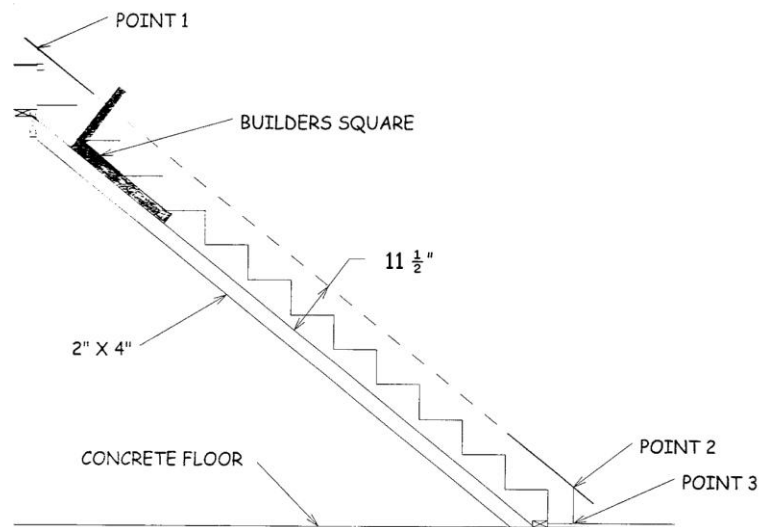 POINT 1
BUILDERS SQUARE
11 ½"
2" X 4"
POINT 2
CONCRETE FLOOR
POINT 3